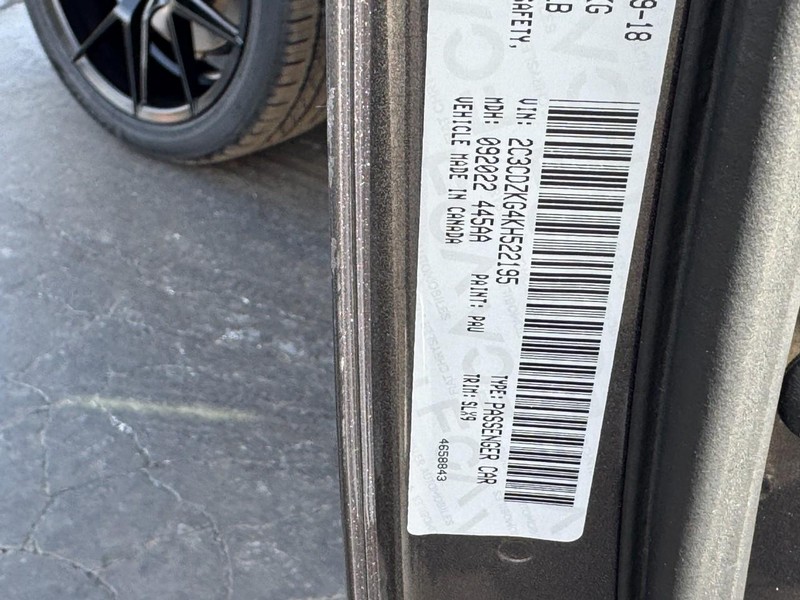 9-18
KG
LB
SAFETY,
VIN: 2C3CDZKG4KH522195
TYPE: PASSENGER CAR
MDH: 092022 445AA PAINT: PAU TRIM: SLX9
VEHICLE MADE IN CANADA
4658843